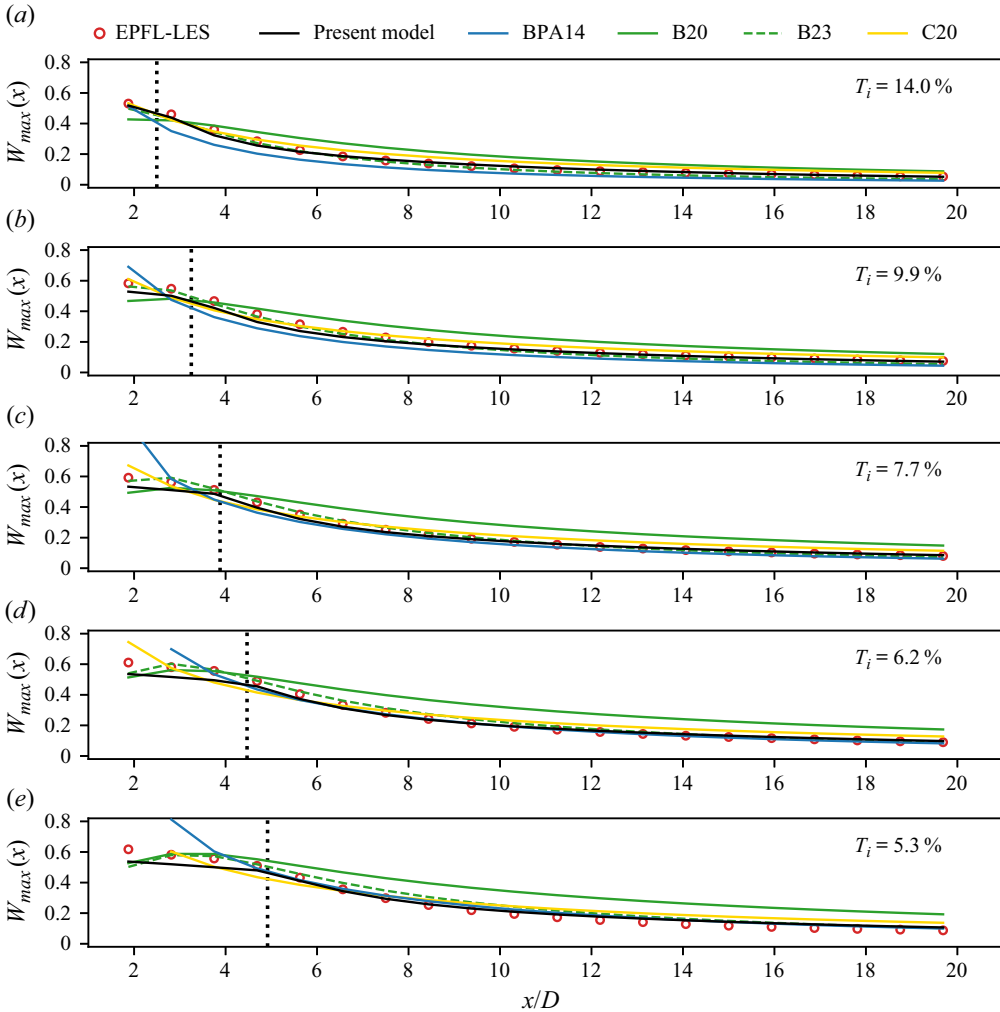 (a)
EPFL-LES Present model BPA14 B20 B23 C20
0.8
0.6
0.4
0.2
0
W_max(x)
T_i = 14.0 %
2 4 6 8 10 12 14 16 18 20
(b)
0.8
0.6
0.4
0.2
0
W_max(x)
T_i = 9.9 %
2 4 6 8 10 12 14 16 18 20
(c)
0.8
0.6
0.4
0.2
0
W_max(x)
T_i = 7.7 %
2 4 6 8 10 12 14 16 18 20
(d)
0.8
0.6
0.4
0.2
0
W_max(x)
T_i = 6.2 %
2 4 6 8 10 12 14 16 18 20
(e)
0.8
0.6
0.4
0.2
0
W_max(x)
T_i = 5.3 %
2 4 6 8 10 12 14 16 18 20
x/D